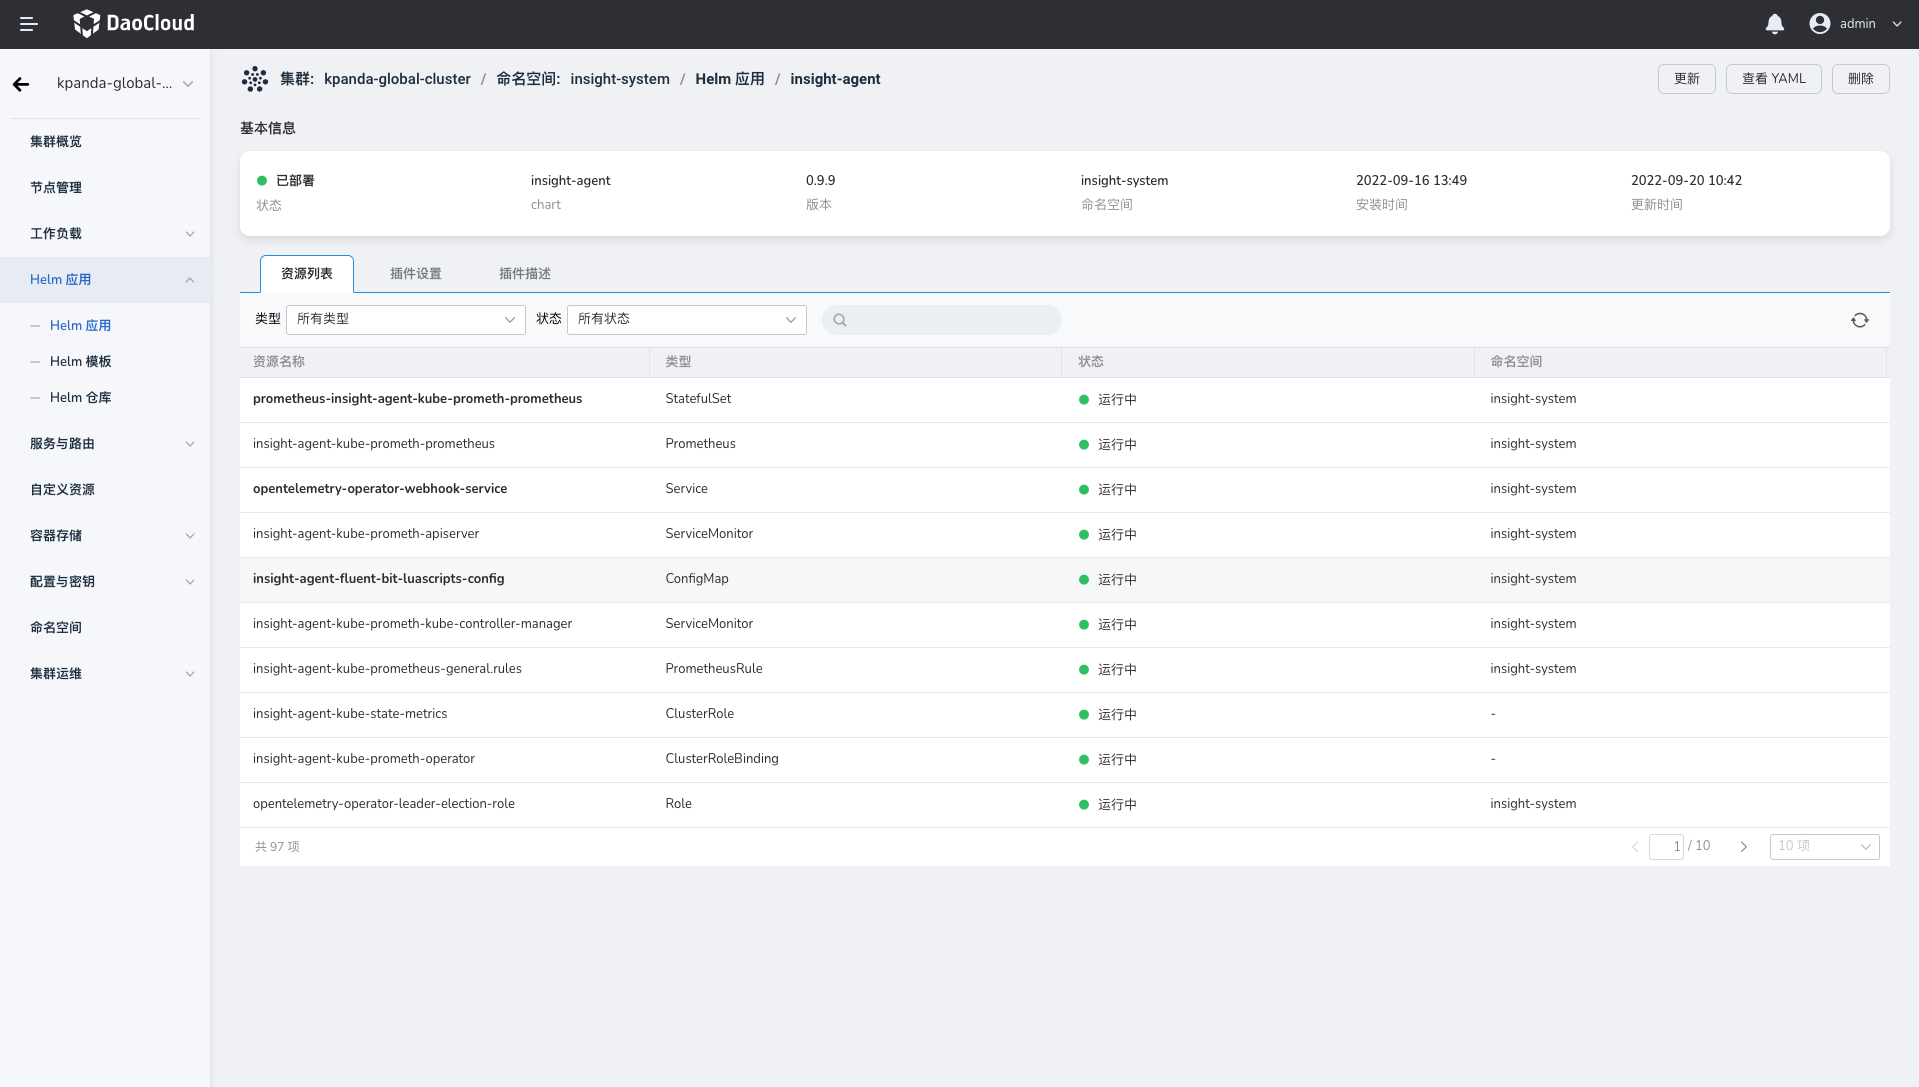 DaoCloud
admin
kpanda-global-...
集群: kpanda-global-cluster / 命名空间: insight-system / Helm 应用 / insight-agent
更新 查看 YAML 删除
集群概览
节点管理
工作负载
Helm 应用
Helm 应用
Helm 模板
Helm 仓库
服务与路由
自定义资源
容器存储
配置与密钥
命名空间
集群运维
基本信息
已部署 insight-agent 0.9.9 insight-system 2022-09-16 13:49 2022-09-20 10:42
状态 chart 版本 命名空间 安装时间 更新时间
资源列表 插件设置 插件描述
类型 所有类型 状态 所有状态
资源名称 类型 状态 命名空间
prometheus-insight-agent-kube-prometh-prometheus StatefulSet 运行中 insight-system
insight-agent-kube-prometh-prometheus Prometheus 运行中 insight-system
opentelemetry-operator-webhook-service Service 运行中 insight-system
insight-agent-kube-prometh-apiserver ServiceMonitor 运行中 insight-system
insight-agent-fluent-bit-luascripts-config ConfigMap 运行中 insight-system
insight-agent-kube-prometh-kube-controller-manager ServiceMonitor 运行中 insight-system
insight-agent-kube-prometheus-general.rules PrometheusRule 运行中 insight-system
insight-agent-kube-state-metrics ClusterRole 运行中 -
insight-agent-kube-prometh-operator ClusterRoleBinding 运行中 -
opentelemetry-operator-leader-election-role Role 运行中 insight-system
共 97 项 1 / 10 10 项